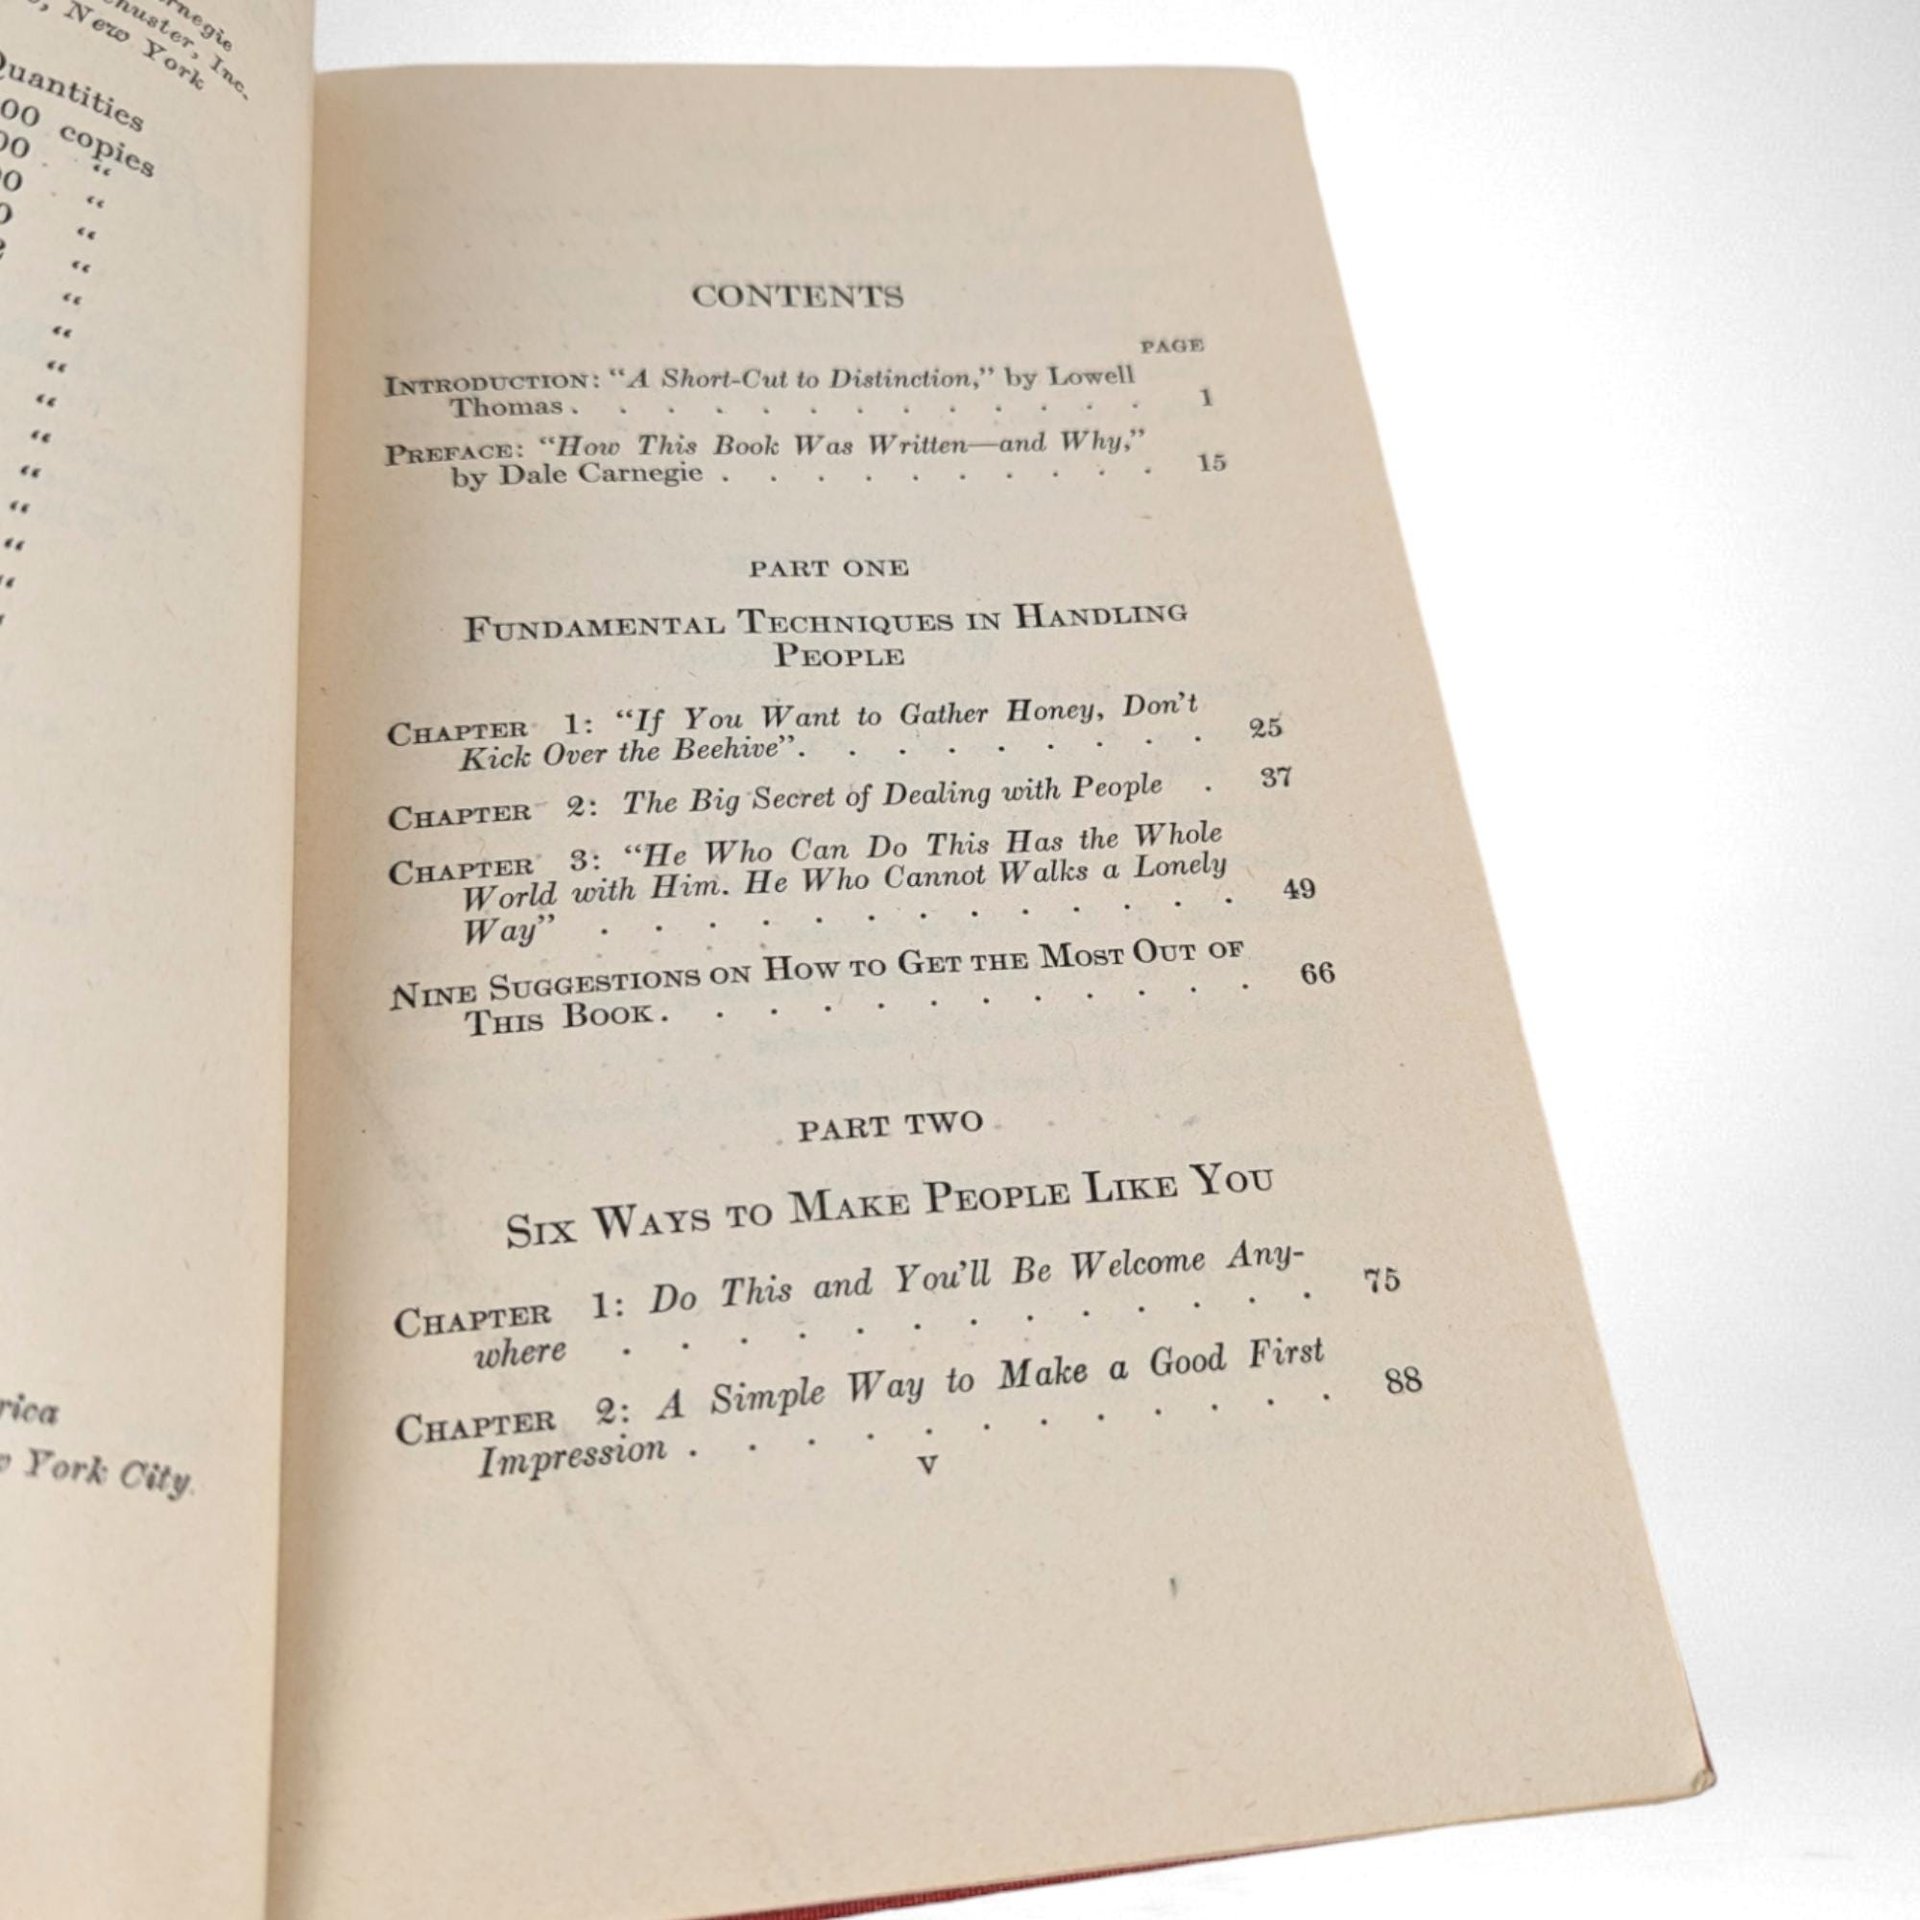 rnegie
huster, Inc.
New York
Quantities
00 copies
00 "
00 "
0 "
2 "
"
"
"
"
"
"
"
"
"
rica
York City.
CONTENTS
PAGE
INTRODUCTION: "A Short-Cut to Distinction," by Lowell
Thomas . . . . . . . . . . . . . 1
PREFACE: "How This Book Was Written—and Why,"
by Dale Carnegie . . . . . . . . . . 15
PART ONE
FUNDAMENTAL TECHNIQUES IN HANDLING
PEOPLE
CHAPTER 1: "If You Want to Gather Honey, Don't
Kick Over the Beehive" . . . . . . . . . 25
CHAPTER 2: The Big Secret of Dealing with People . 37
CHAPTER 3: "He Who Can Do This Has the Whole
World with Him. He Who Cannot Walks a Lonely
Way" . . . . . . . . . . . . . 49
NINE SUGGESTIONS ON HOW TO GET THE MOST OUT OF
THIS BOOK . . . . . . . . . . . . 66
PART TWO
SIX WAYS TO MAKE PEOPLE LIKE YOU
CHAPTER 1: Do This and You'll Be Welcome Any-
where . . . . . . . . . . . . . 75
CHAPTER 2: A Simple Way to Make a Good First
Impression . . . . . . . . . . . . 88
v